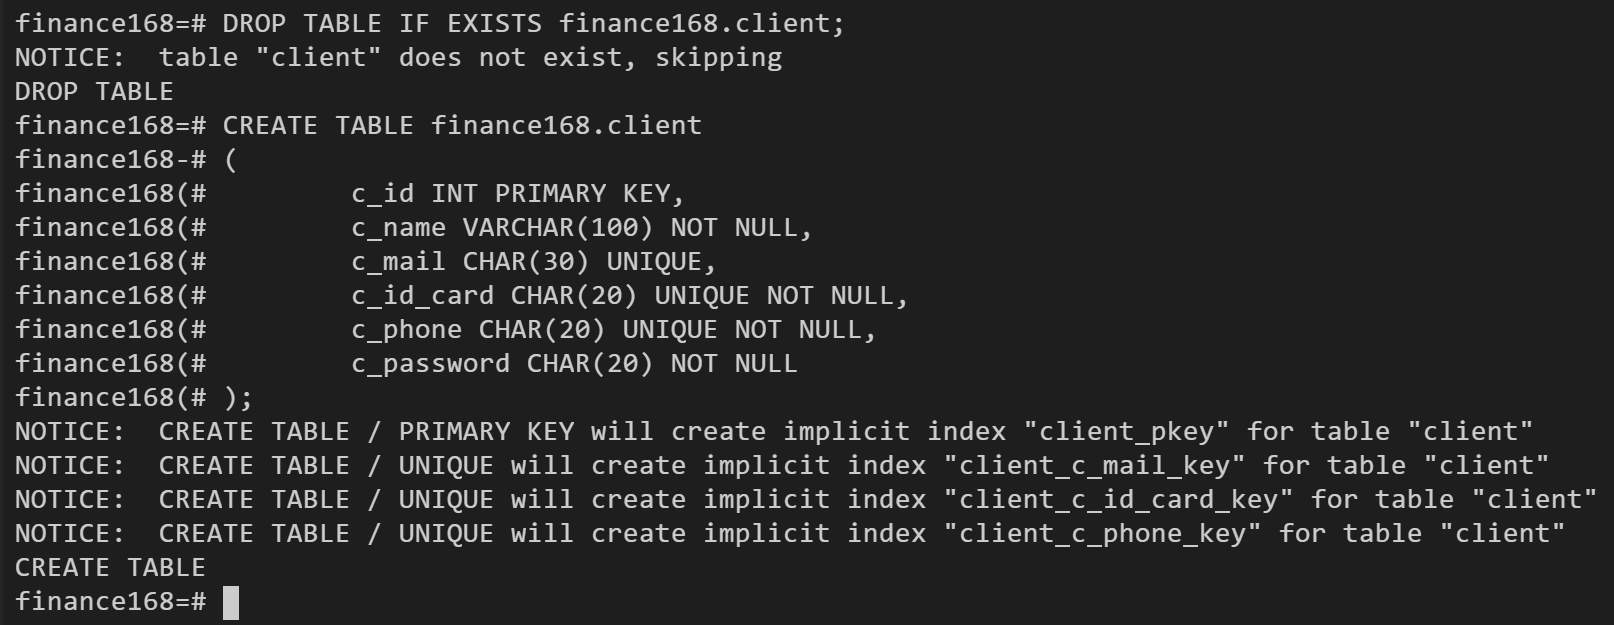 finance168=# DROP TABLE IF EXISTS finance168.client;
NOTICE:  table "client" does not exist, skipping
DROP TABLE
finance168=# CREATE TABLE finance168.client
finance168-# (
finance168(#         c_id INT PRIMARY KEY,
finance168(#         c_name VARCHAR(100) NOT NULL,
finance168(#         c_mail CHAR(30) UNIQUE,
finance168(#         c_id_card CHAR(20) UNIQUE NOT NULL,
finance168(#         c_phone CHAR(20) UNIQUE NOT NULL,
finance168(#         c_password CHAR(20) NOT NULL
finance168(# );
NOTICE:  CREATE TABLE / PRIMARY KEY will create implicit index "client_pkey" for table "client"
NOTICE:  CREATE TABLE / UNIQUE will create implicit index "client_c_mail_key" for table "client"
NOTICE:  CREATE TABLE / UNIQUE will create implicit index "client_c_id_card_key" for table "client"
NOTICE:  CREATE TABLE / UNIQUE will create implicit index "client_c_phone_key" for table "client"
CREATE TABLE
finance168=#